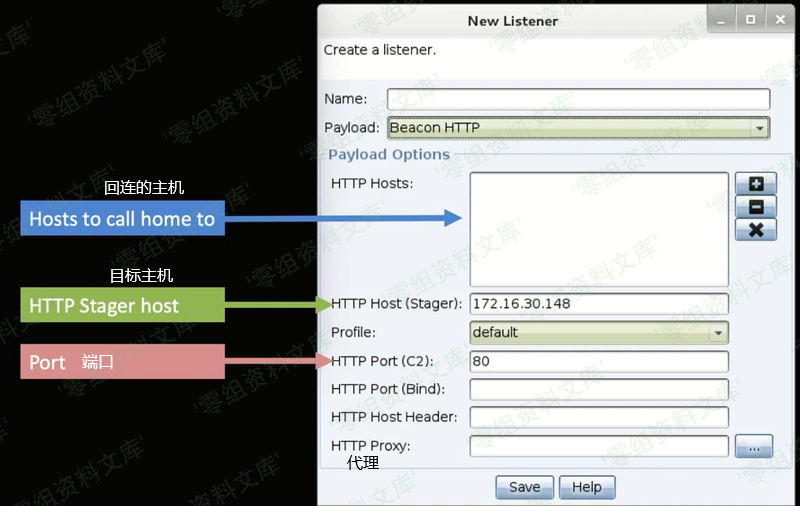 New Listener
Create a listener.
Name:
Payload: Beacon HTTP
Payload Options
HTTP Hosts:
回连的主机
Hosts to call home to
目标主机
HTTP Stager host
HTTP Host (Stager): 172.16.30.148
Profile: default
Port 端口
HTTP Port (C2): 80
HTTP Port (Bind):
HTTP Host Header:
HTTP Proxy: ...
代理
Save Help
'零组资料文库'